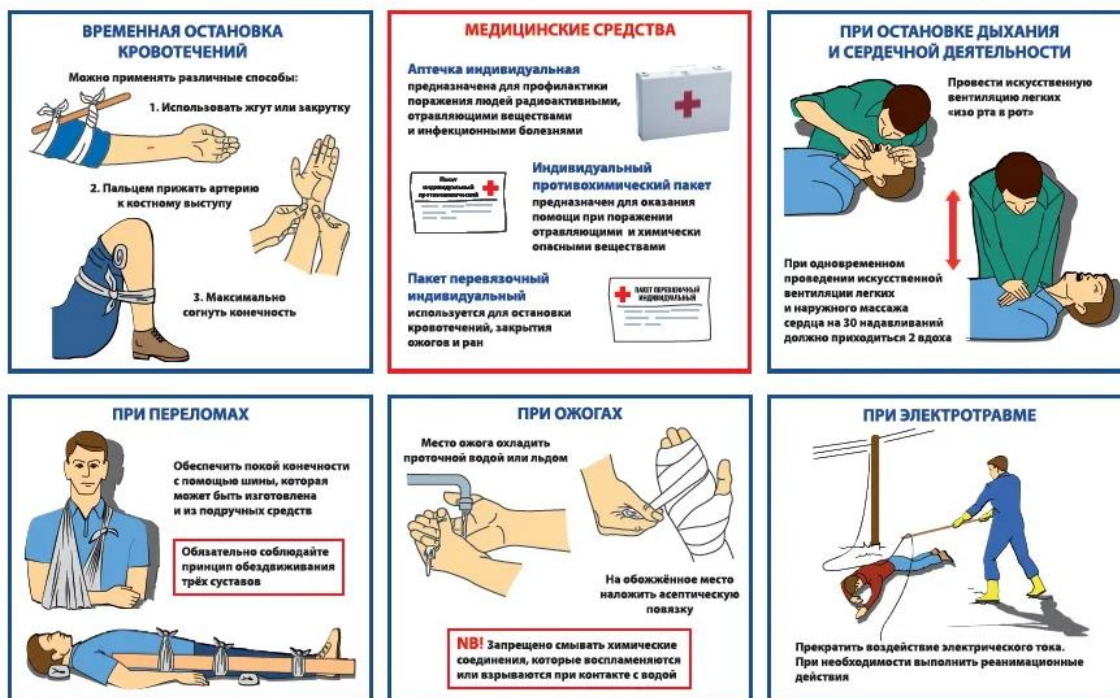 ВРЕМЕННАЯ ОСТАНОВКА
КРОВОТЕЧЕНИЙ
Можно применять различные способы:
1. Использовать жгут или закрутку
2. Пальцем прижать артерию
к костному выступу
3. Максимально
согнуть конечность
МЕДИЦИНСКИЕ СРЕДСТВА
Аптечка индивидуальная
предназначена для профилактики
поражения людей радиоактивными,
отравляющими веществами
и инфекционными болезнями
Пакет
индивидуальный
противохимический
Индивидуальный
противохимический пакет
предназначен для оказания
помощи при поражении
отравляющими и химически
опасными веществами
Пакет перевязочный
индивидуальный
используется для остановки
кровотечений, закрытия
ожогов и ран
ПАКЕТ ПЕРЕВЯЗОЧНЫЙ
ИНДИВИДУАЛЬНЫЙ
ПРИ ОСТАНОВКЕ ДЫХАНИЯ
И СЕРДЕЧНОЙ ДЕЯТЕЛЬНОСТИ
Провести искусственную
вентиляцию легких
«изо рта в рот»
При одновременном
проведении искусственной
вентиляции легких
и наружного массажа
сердца на 30 надавливаний
должно приходиться 2 вдоха
ПРИ ПЕРЕЛОМАХ
Обеспечить покой конечности
с помощью шины, которая
может быть изготовлена
и из подручных средств
Обязательно соблюдайте
принцип обездвиживания
трёх суставов
ПРИ ОЖОГАХ
Место ожога охладить
проточной водой или льдом
На обожжённое место
наложить асептическую
повязку
NB! Запрещено смывать химические
соединения, которые воспламеняются
или взрываются при контакте с водой
ПРИ ЭЛЕКТРОТРАВМЕ
Прекратить воздействие электрического тока.
При необходимости выполнить реанимационные
действия